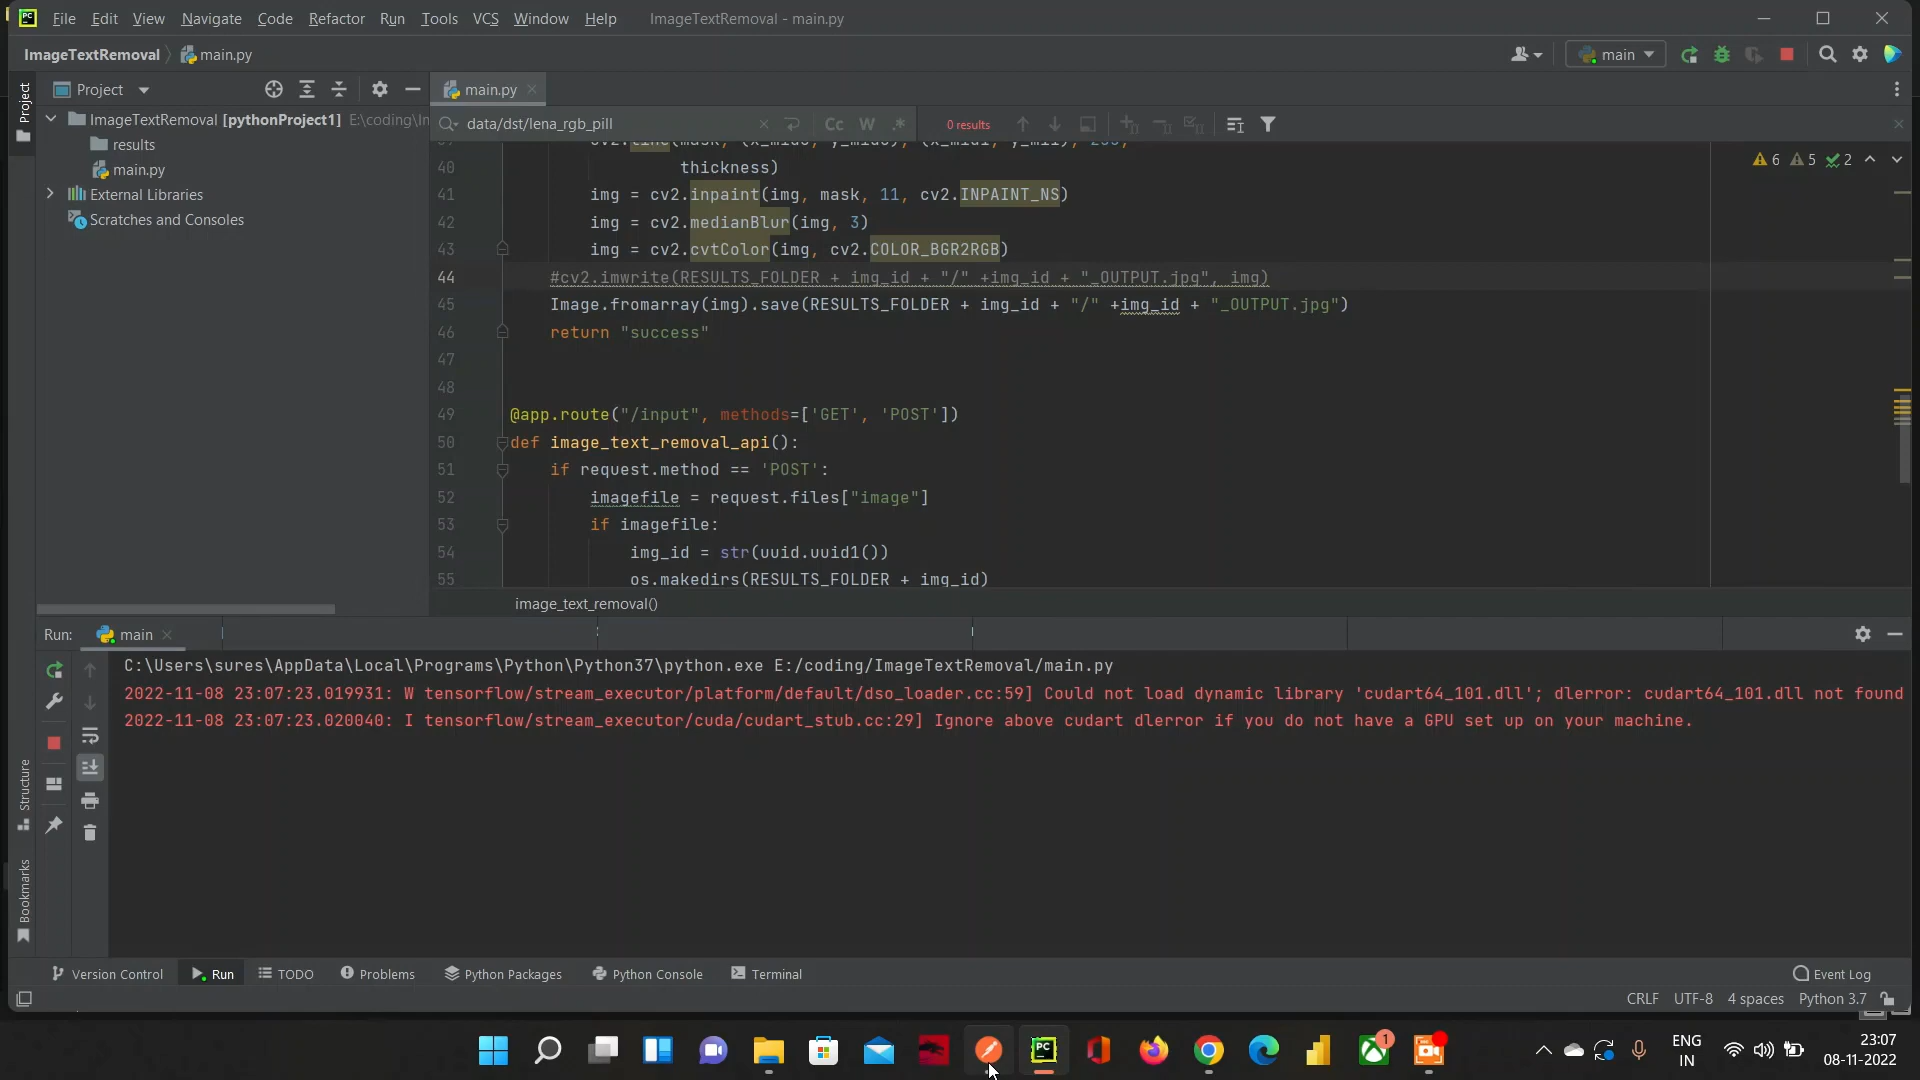 File Edit View Navigate Code Refactor Run Tools VCS Window Help ImageTextRemoval - main.py
ImageTextRemoval main.py
main
Project
main.py
ImageTextRemoval [pythonProject1] E:\coding\Im
results
main.py
External Libraries
Scratches and Consoles
Project
Structure
Bookmarks
data/dst/lena_rgb_pill
Cc W .* 0 results
6 5 2
40 thickness)
41 img = cv2.inpaint(img, mask, 11, cv2.INPAINT_NS)
42 img = cv2.medianBlur(img, 3)
43 img = cv2.cvtColor(img, cv2.COLOR_BGR2RGB)
44 #cv2.imwrite(RESULTS_FOLDER + img_id + "/" +img_id + "_OUTPUT.jpg", img)
45 Image.fromarray(img).save(RESULTS_FOLDER + img_id + "/" +img_id + "_OUTPUT.jpg")
46 return "success"
47
48
49 @app.route("/input", methods=['GET', 'POST'])
50 def image_text_removal_api():
51 if request.method == 'POST':
52 imagefile = request.files["image"]
53 if imagefile:
54 img_id = str(uuid.uuid1())
55 os.makedirs(RESULTS_FOLDER + img_id)
image_text_removal()
Run: main
C:\Users\sures\AppData\Local\Programs\Python\Python37\python.exe E:/coding/ImageTextRemoval/main.py
2022-11-08 23:07:23.019931: W tensorflow/stream_executor/platform/default/dso_loader.cc:59] Could not load dynamic library 'cudart64_101.dll'; dlerror: cudart64_101.dll not found
2022-11-08 23:07:23.020040: I tensorflow/stream_executor/cuda/cudart_stub.cc:29] Ignore above cudart dlerror if you do not have a GPU set up on your machine.
Version Control Run TODO Problems Python Packages Python Console Terminal Event Log
CRLF UTF-8 4 spaces Python 3.7
PC
1
ENG
IN
23:07
08-11-2022